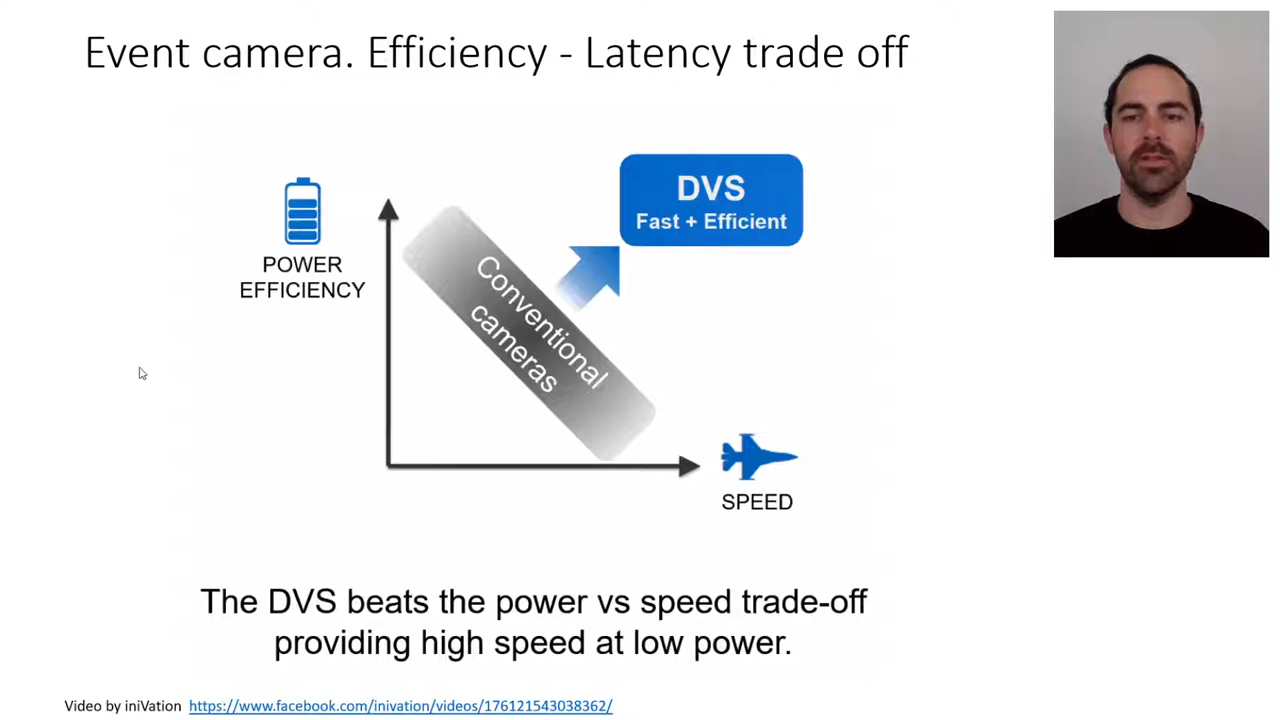 Event camera. Efficiency - Latency trade off
DVS
Fast + Efficient
POWER
EFFICIENCY
Conventional
cameras
SPEED
The DVS beats the power vs speed trade-off
providing high speed at low power.
Video by iniVation https://www.facebook.com/inivation/videos/176121543038362/